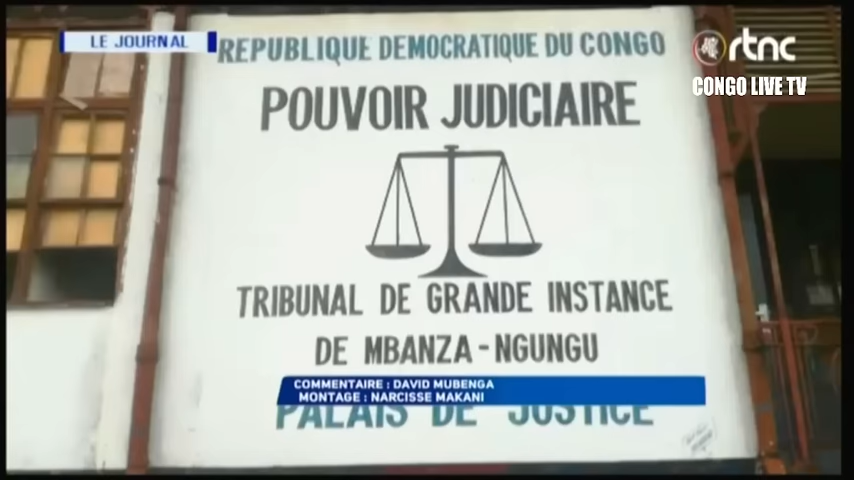 LE JOURNAL
rtnc
CONGO LIVE TV
REPUBLIQUE DEMOCRATIQUE DU CONGO
POUVOIR JUDICIAIRE
TRIBUNAL DE GRANDE INSTANCE
DE MBANZA-NGUNGU
COMMENTAIRE : DAVID MUBENGA
MONTAGE : NARCISSE MAKANI
PALAIS DE JUSTICE